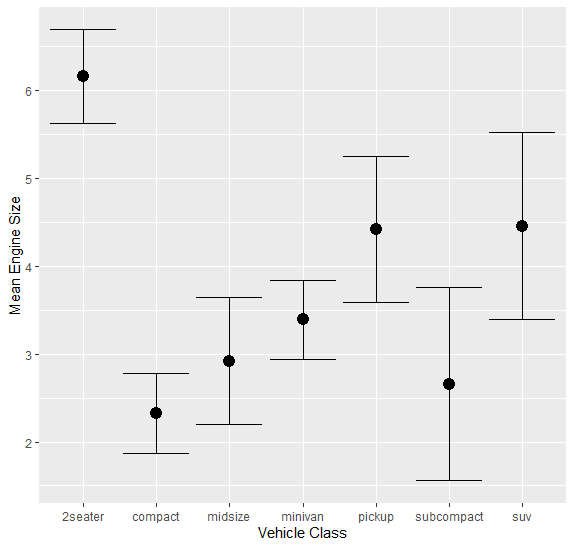 Mean Engine Size
6
5
4
3
2
2seater compact midsize minivan pickup subcompact suv
Vehicle Class